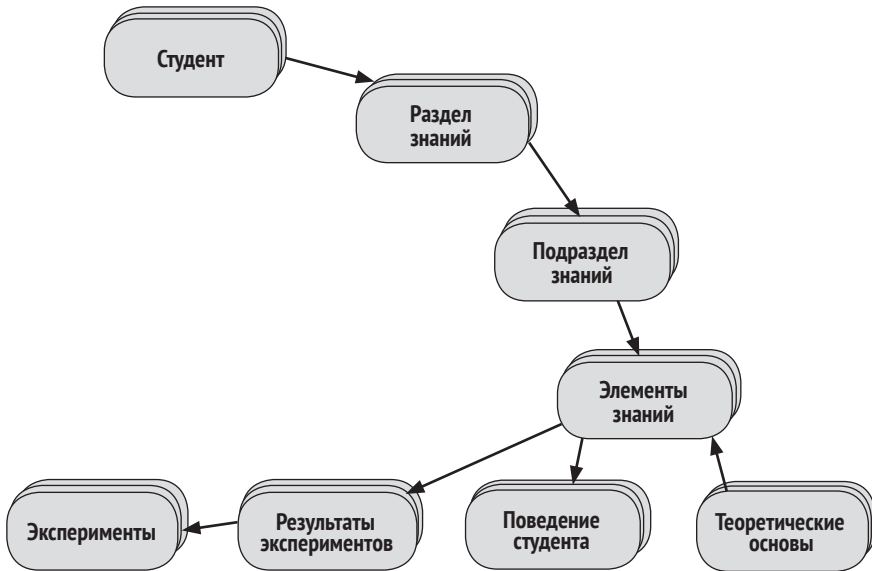 Студент
Раздел
знаний
Подраздел
знаний
Элементы
знаний
Эксперименты
Результаты
экспериментов
Поведение
студента
Теоретические
основы